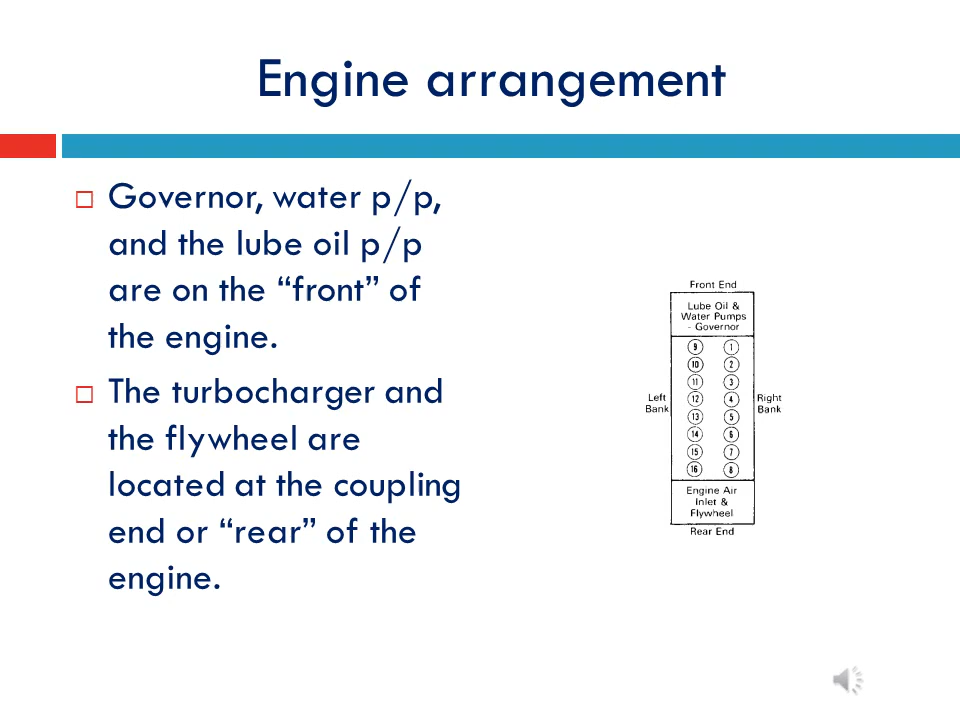 Engine arrangement
Governor, water p/p,
and the lube oil p/p
are on the “front” of
the engine.
The turbocharger and
the flywheel are
located at the coupling
end or “rear” of the
engine.
Front End
Lube Oil &
Water Pumps
- Governor
9 1
10 2
11 3
12 4
13 5
14 6
15 7
16 8
Left
Bank
Right
Bank
Engine Air
Inlet &
Flywheel
Rear End